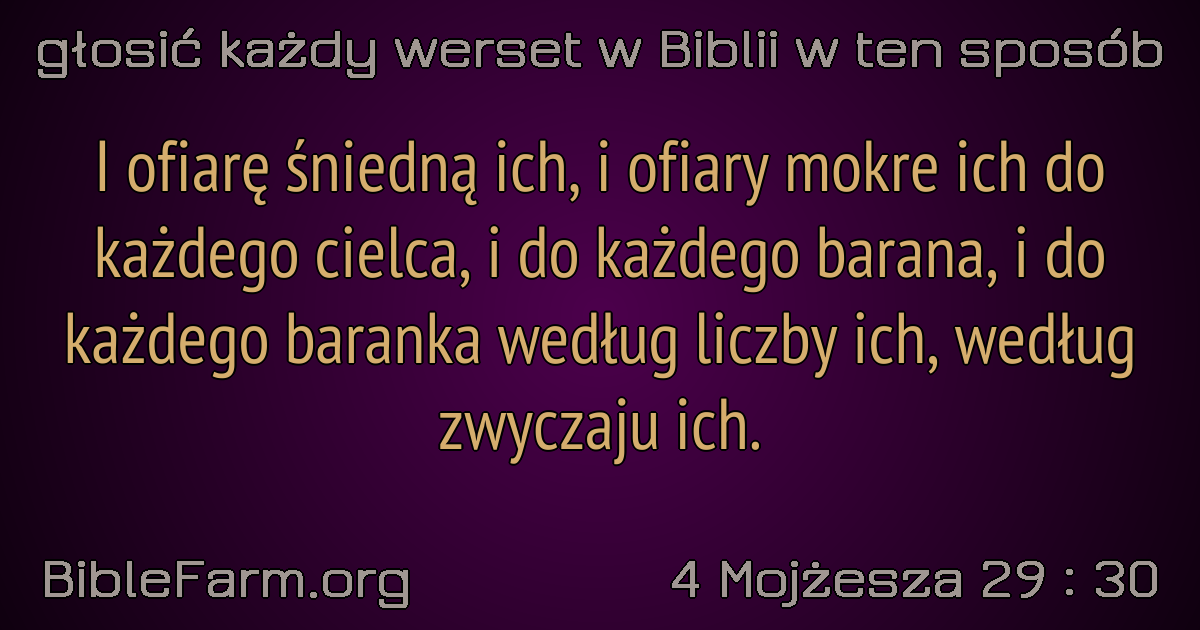 głosić każdy werset w Biblii w ten sposób
I ofiarę śniedną ich, i ofiary mokre ich do
każdego cielca, i do każdego barana, i do
każdego baranka według liczby ich, według
zwyczaju ich.
BibleFarm.org
4 Mojżesza 29 : 30